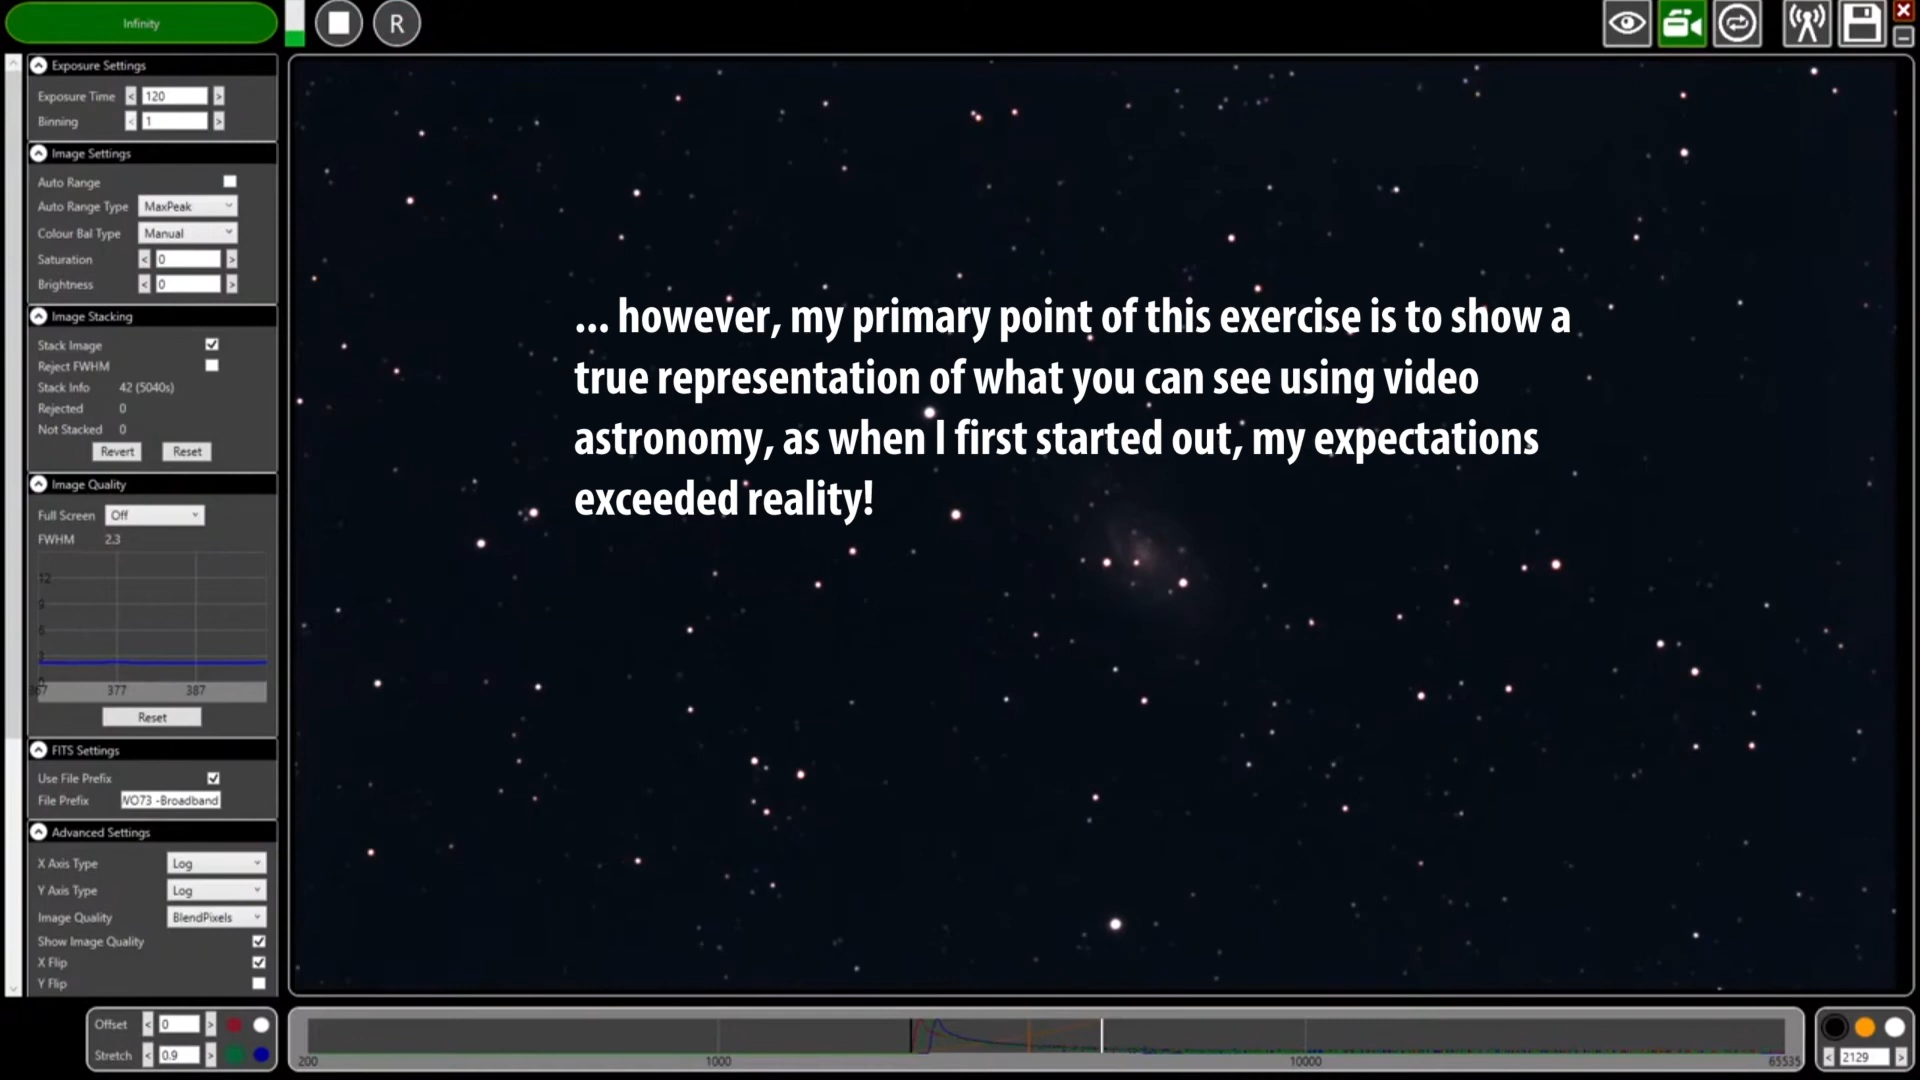 Infinity
R
Exposure Settings
Exposure Time < 120 >
Binning < 1 >
Image Settings
Auto Range
Auto Range Type MaxPeak
Colour Bal Type Manual
Saturation < 0 >
Brightness < 0 >
Image Stacking
Stack Image
Reject FWHM
Stack Info 42 (5040s)
Rejected 0
Not Stacked 0
Revert Reset
Image Quality
Full Screen Off
FWHM 2.3
12
9
6
3
0
367 377 387
Reset
FITS Settings
Use File Prefix
File Prefix WO73 -Broadband
Advanced Settings
X Axis Type Log
Y Axis Type Log
Image Quality BlendPixels
Show Image Quality
X Flip
Y Flip
Offset < 0 >
Stretch < 0.9 >
... however, my primary point of this exercise is to show a
true representation of what you can see using video
astronomy, as when I first started out, my expectations
exceeded reality!
200 1000 10000 65535
< 2129 >